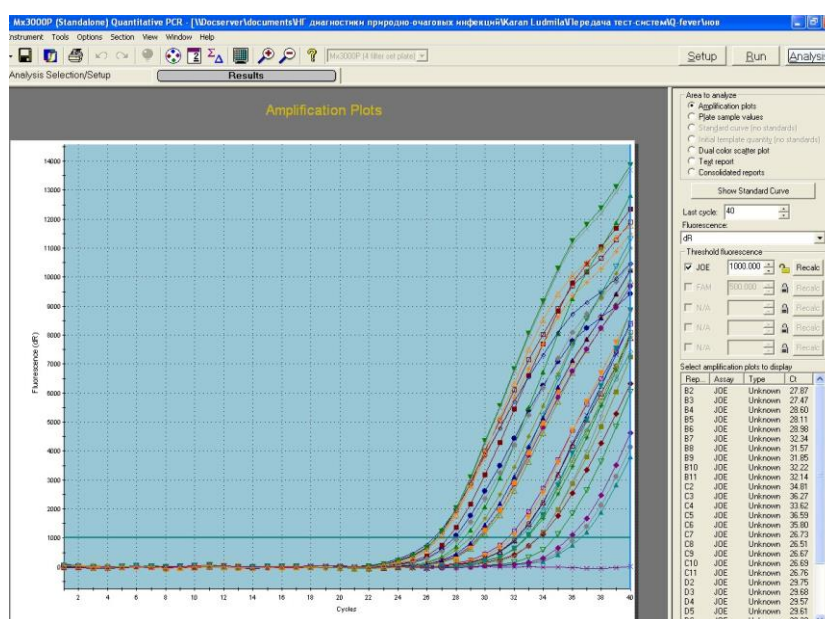 Mx3000P (Standalone) Quantitative PCR - [\\Docserver\documents\НГ диагностики природно-очаговых инфекций\Karan Ludmila\Передача тест-систем\Q-fever\нов
Instrument Tools Options Section View Window Help
Mx3000P (4 filter set plate)
Setup Run Analysis
Analysis Selection/Setup Results
Amplification Plots
Fluorescence (dR)
14000
13000
12000
11000
10000
9000
8000
7000
6000
5000
4000
3000
2000
1000
0
2 4 6 8 10 12 14 16 18 20 22 24 26 28 30 32 34 36 38 40
Cycles
Area to analyze
Amplification plots
Plate sample values
Standard curve (no standards)
Initial template quantity (no standards)
Dual color scatter plot
Text report
Consolidated reports
Show Standard Curve
Last cycle: 40
Fluorescence:
dR
Threshold fluorescence
JOE 1000.000 Recalc
FAM 500.000 Recalc
N/A Recalc
N/A Recalc
N/A Recalc
Select amplification plots to display
Rep... Assay Type Ct
B2 JOE Unknown 27.87
B3 JOE Unknown 27.47
B4 JOE Unknown 28.60
B5 JOE Unknown 28.11
B6 JOE Unknown 28.98
B7 JOE Unknown 32.34
B8 JOE Unknown 31.57
B9 JOE Unknown 31.85
B10 JOE Unknown 32.22
B11 JOE Unknown 32.14
C2 JOE Unknown 34.81
C3 JOE Unknown 36.27
C4 JOE Unknown 33.62
C5 JOE Unknown 36.59
C6 JOE Unknown 35.80
C7 JOE Unknown 26.73
C8 JOE Unknown 26.51
C9 JOE Unknown 26.67
C10 JOE Unknown 26.69
C11 JOE Unknown 26.76
D2 JOE Unknown 29.75
D3 JOE Unknown 29.68
D4 JOE Unknown 29.57
D5 JOE Unknown 29.61